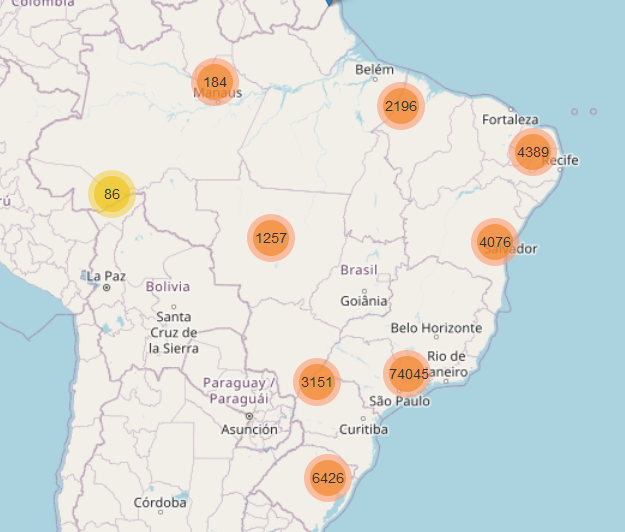 Colombia
Belém
184
Manaus
2196
Fortaleza
4389
Recife
86
rú
1257
4076
Salvador
La Paz
Bolivia
Brasil
Goiânia
Santa
Cruz de
la Sierra
Belo Horizonte
Rio de
Janeiro
3151
74045
Paraguay /
Paraguái
São Paulo
Asunción
Curitiba
6426
Córdoba